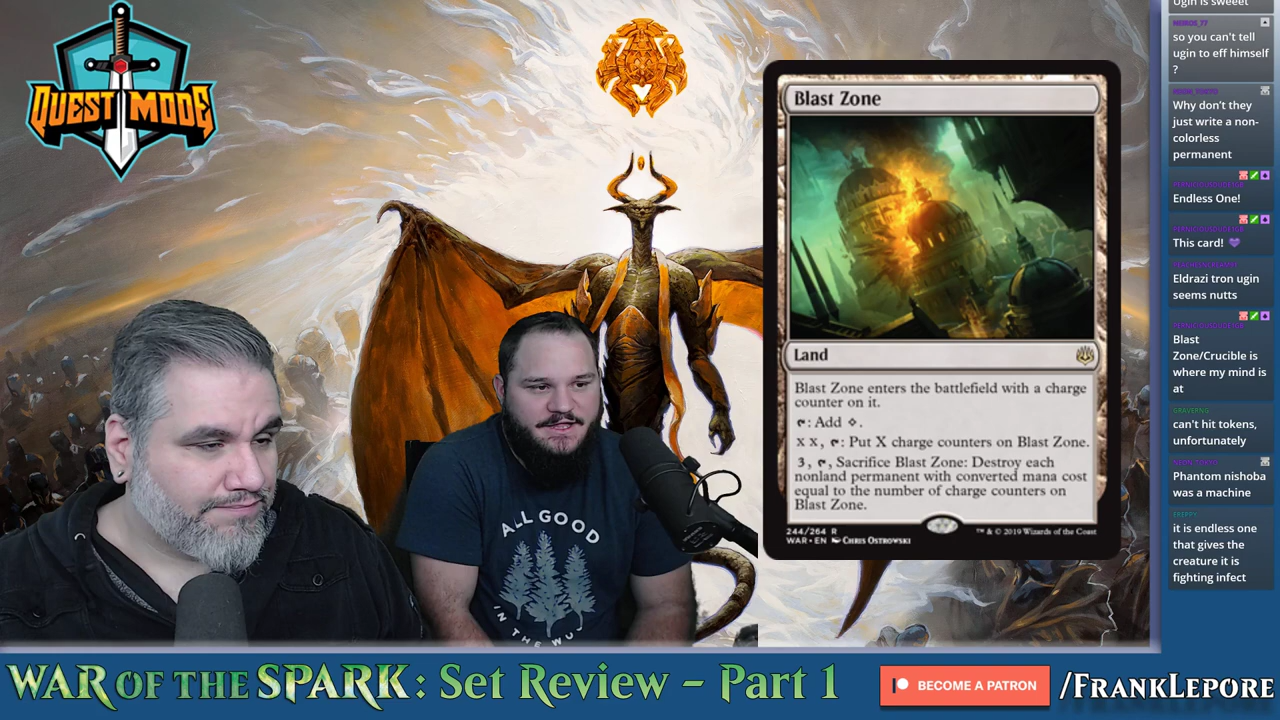 QUEST MODE
Blast Zone
Land
Blast Zone enters the battlefield with a charge
counter on it.
: Add .
X X, : Put X charge counters on Blast Zone.
3, , Sacrifice Blast Zone: Destroy each
nonland permanent with converted mana cost
equal to the number of charge counters on
Blast Zone.
244/264 R
WAR • EN CHRIS OSTROWSKI
™ & © 2019 Wizards of the Coast
ALL GOOD
IN THE
Ugin is sweeet
so you can't tell
ugin to eff himself
?
Why don't they
just write a non-
colorless
permanent
Endless One!
This card!
Eldrazi tron ugin
seems nutts
Blast
Zone/Crucible is
where my mind is
at
can't hit tokens,
unfortunately
Phantom nishoba
was a machine
it is endless one
that gives the
creature it is
fighting infect
WAR OF THE SPARK: Set Review - Part 1
BECOME A PATRON
/FRANKLEPORE